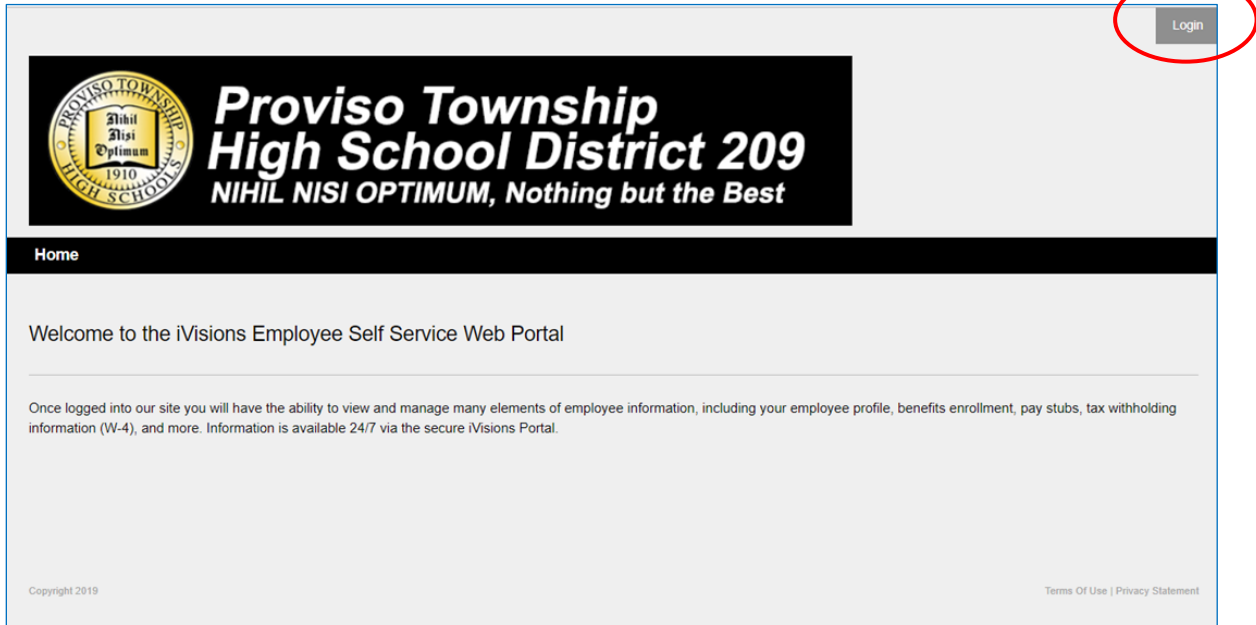 Login
PROVISO TOWNSHIP
HIGH SCHOOLS
Nihil
Nisi
Optimum
1910
Proviso Township
High School District 209
NIHIL NISI OPTIMUM, Nothing but the Best
Home
Welcome to the iVisions Employee Self Service Web Portal
Once logged into our site you will have the ability to view and manage many elements of employee information, including your employee profile, benefits enrollment, pay stubs, tax withholding
information (W-4), and more. Information is available 24/7 via the secure iVisions Portal.
Copyright 2019
Terms Of Use | Privacy Statement